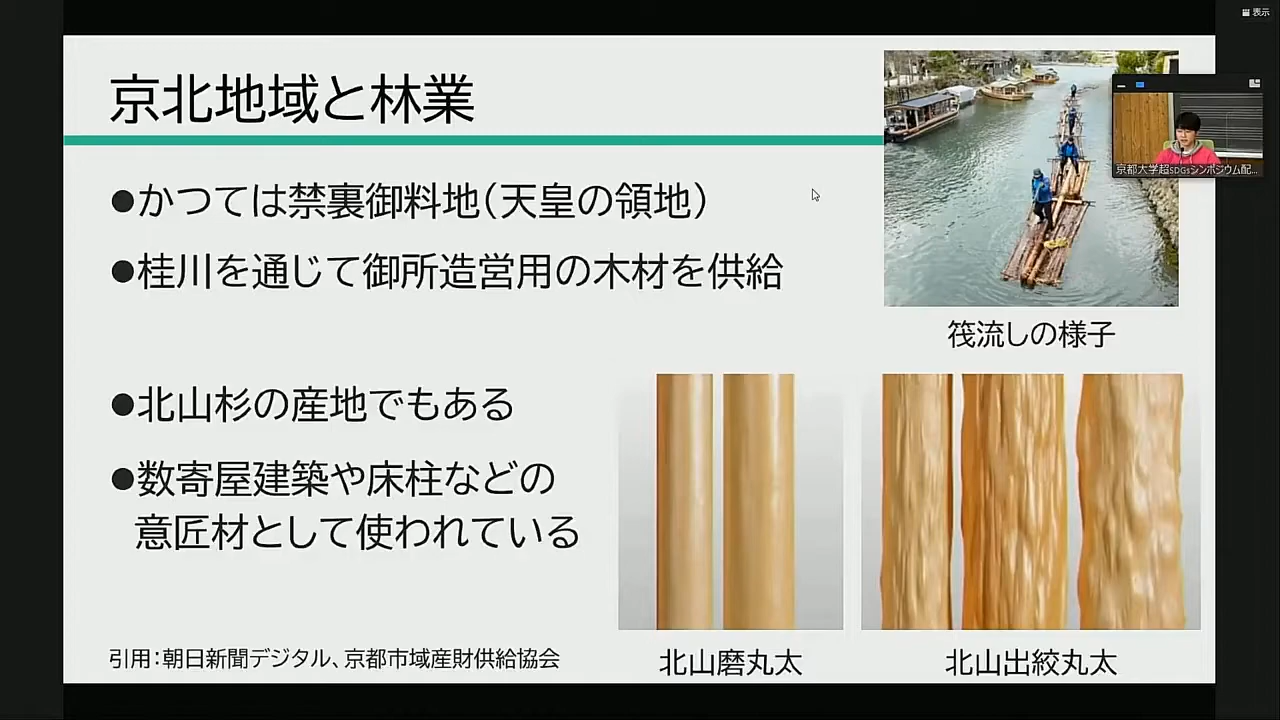 表示
京北地域と林業
●かつては禁裏御料地(天皇の領地)
●桂川を通じて御所造営用の木材を供給
京都大学超SDGsシンポジウム配...
筏流しの様子
●北山杉の産地でもある
●数寄屋建築や床柱などの
意匠材として使われている
引用:朝日新聞デジタル、京都市域産財供給協会
北山磨丸太
北山出絞丸太